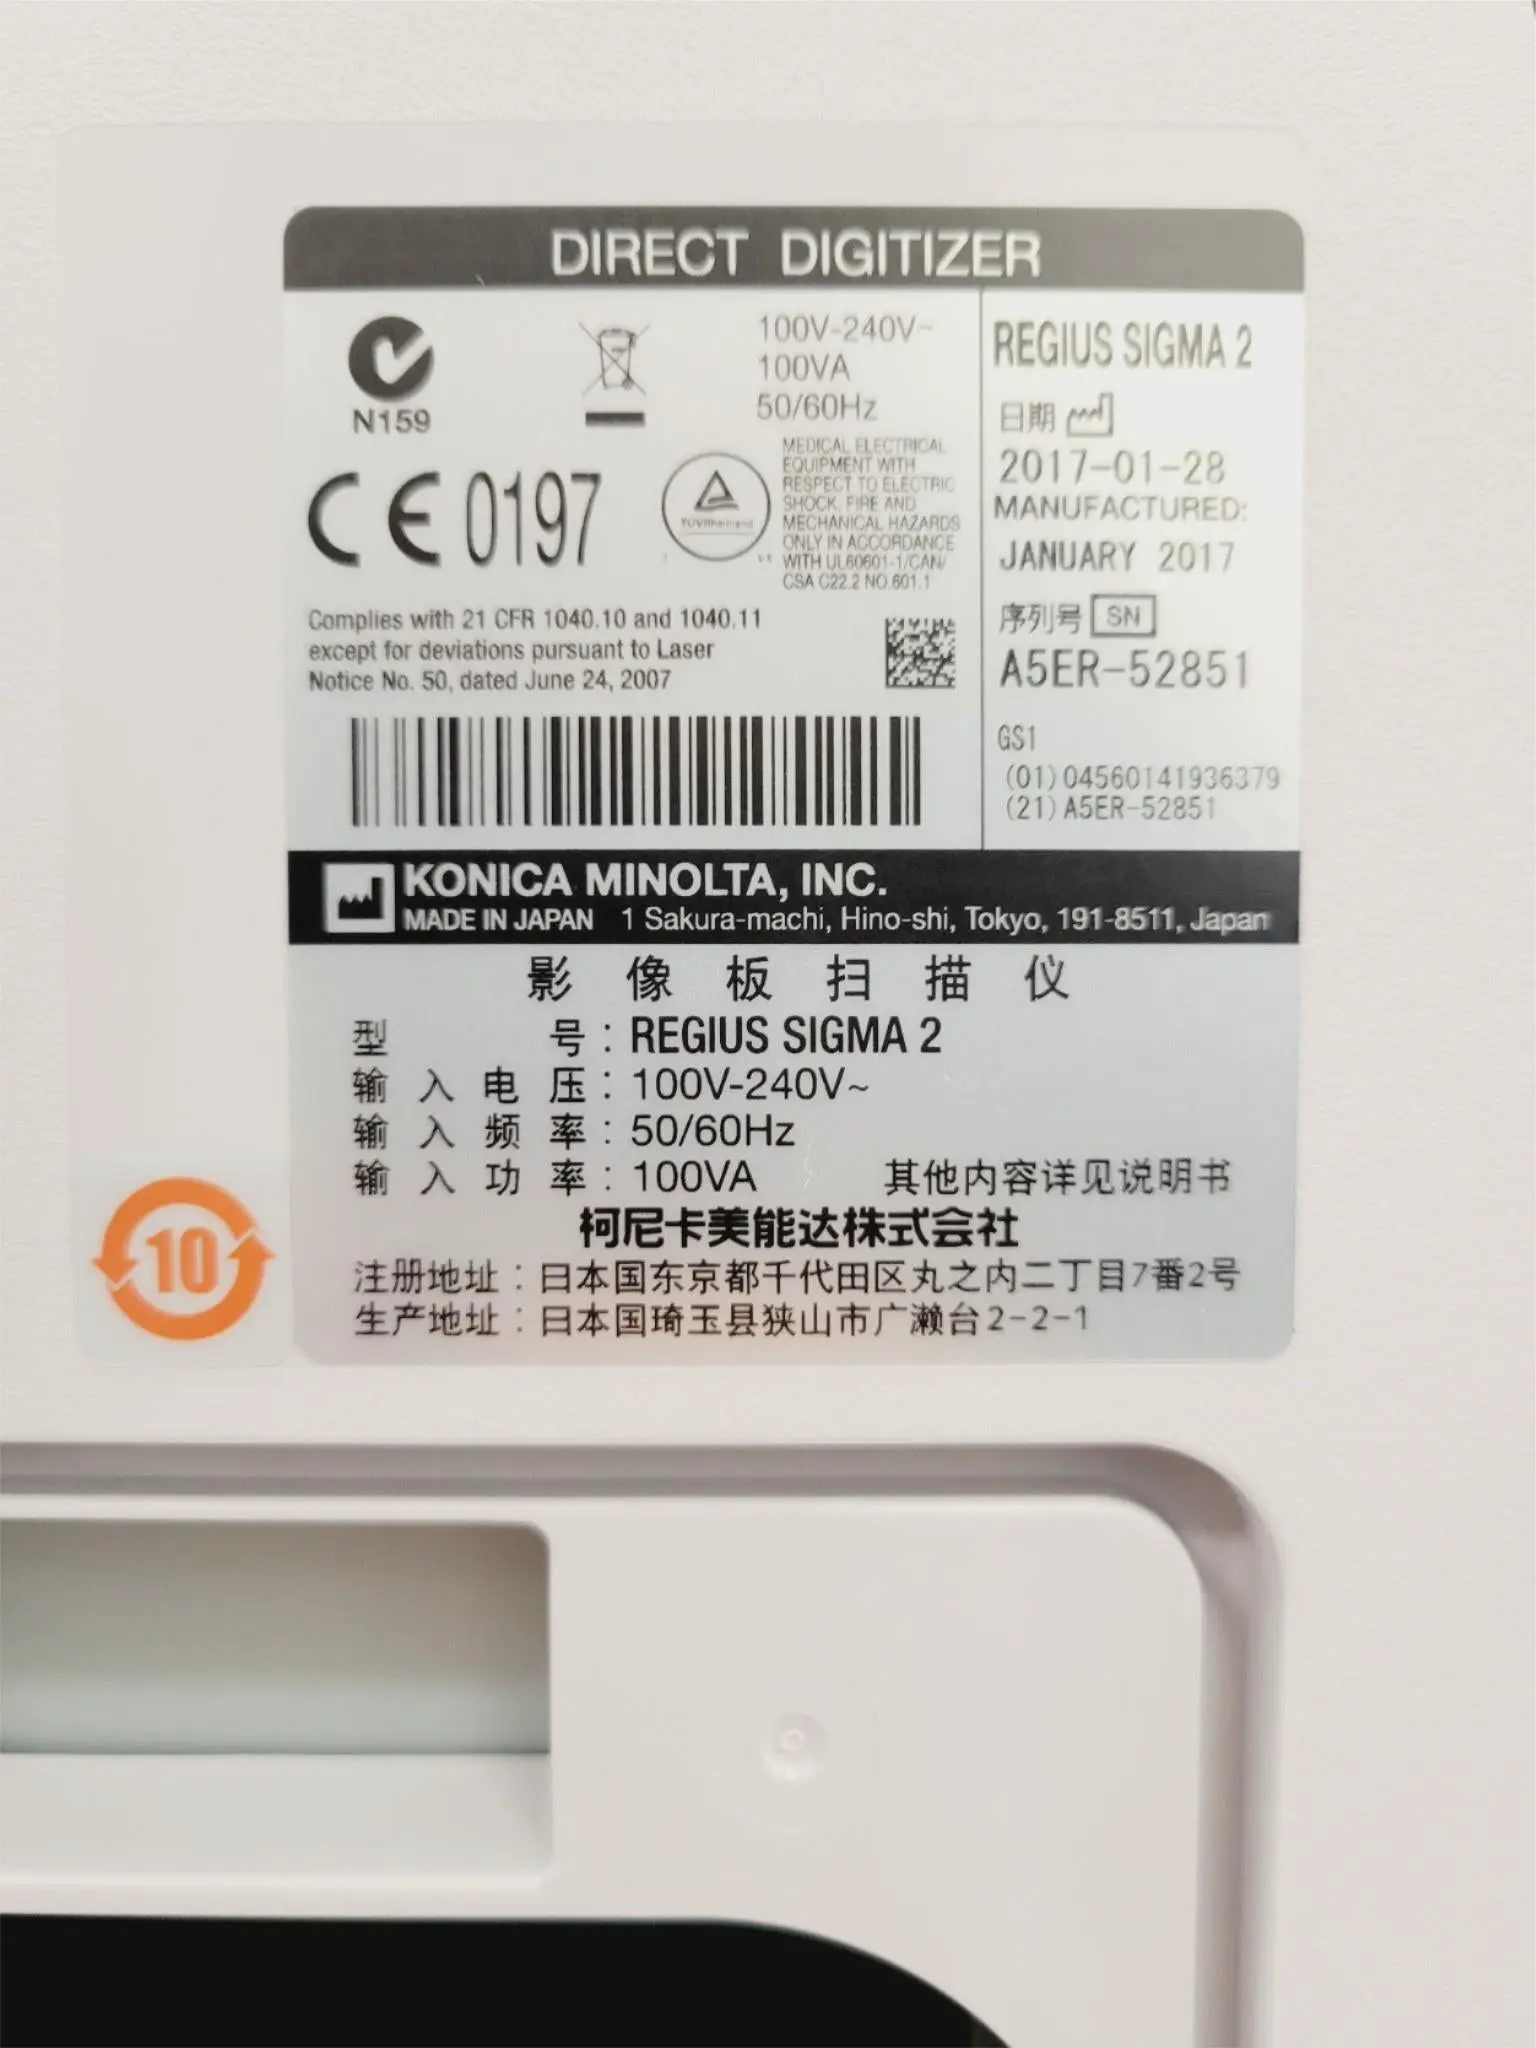 DIRECT DIGITIZER
N159
100V-240V~
100VA
50/60Hz
CE 0197
TÜVRheinland
MEDICAL ELECTRICAL
EQUIPMENT WITH
RESPECT TO ELECTRIC
SHOCK, FIRE AND
MECHANICAL HAZARDS
ONLY IN ACCORDANCE
WITH UL60601-1/CAN/
CSA C22.2 NO.601.1
Complies with 21 CFR 1040.10 and 1040.11
except for deviations pursuant to Laser
Notice No. 50, dated June 24, 2007
REGIUS SIGMA 2
日期
2017-01-28
MANUFACTURED:
JANUARY 2017
序列号 SN
A5ER-52851
GS1
(01)04560141936379
(21)A5ER-52851
KONICA MINOLTA, INC.
MADE IN JAPAN 1 Sakura-machi, Hino-shi, Tokyo, 191-8511, Japan
影像板扫描仪
型号:REGIUS SIGMA 2
输入电压:100V-240V~
输入频率:50/60Hz
输入功率:100VA 其他内容详见说明书
柯尼卡美能达株式会社
注册地址:日本国东京都千代田区丸之内二丁目7番2号
生产地址:日本国琦玉县狭山市广濑台2-2-1
10